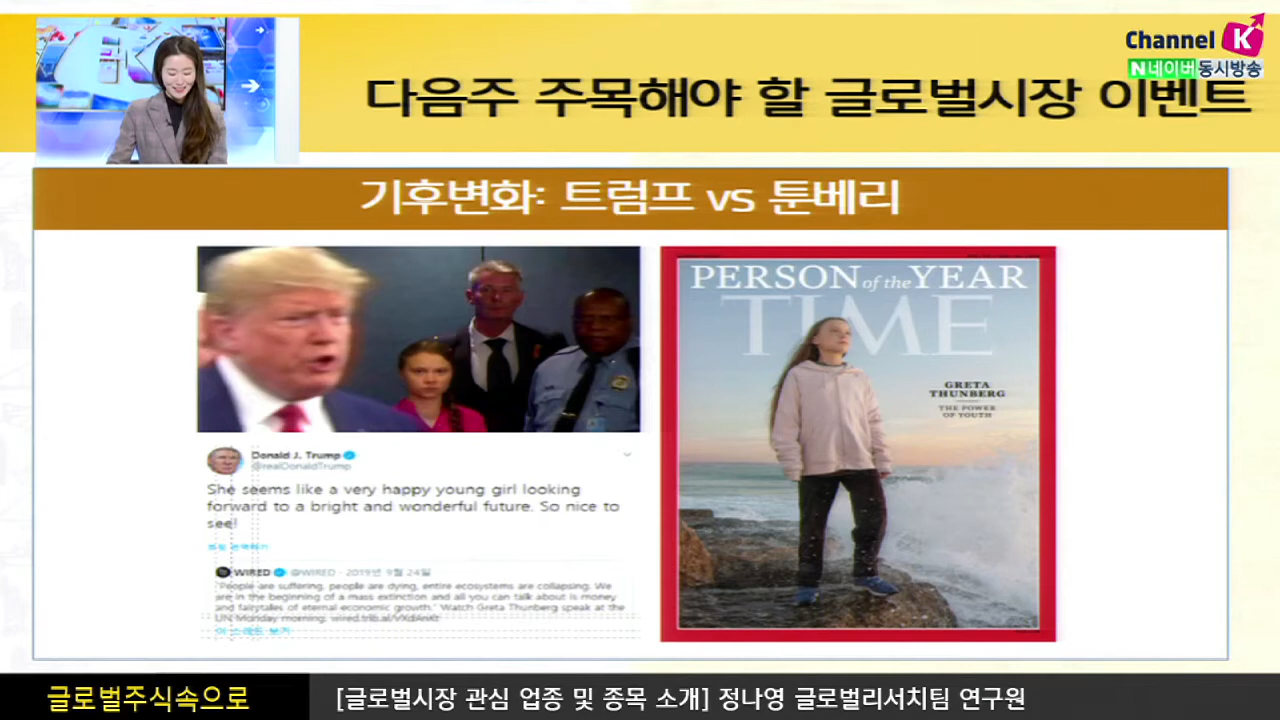 Channel K
N네이버 동시방송
다음주 주목해야 할 글로벌시장 이벤트
기후변화: 트럼프 vs 툰베리
PERSON of the YEAR
TIME
GRETA
THUNBERG
THE POWER
OF YOUTH
Donald J. Trump
@realDonaldTrump
She seems like a very happy young girl looking
forward to a bright and wonderful future. So nice to
see!
WIRED @WIRED · 2019년 9월 24일
"People are suffering, people are dying, entire ecosystems are collapsing. We
are in the beginning of a mass extinction and all you can talk about is money
and fairytales of eternal economic growth." Watch Greta Thunberg speak at the
UN Monday morning.
이 스레드 보기
글로벌주식속으로
[글로벌시장 관심 업종 및 종목 소개] 정나영 글로벌리서치팀 연구원